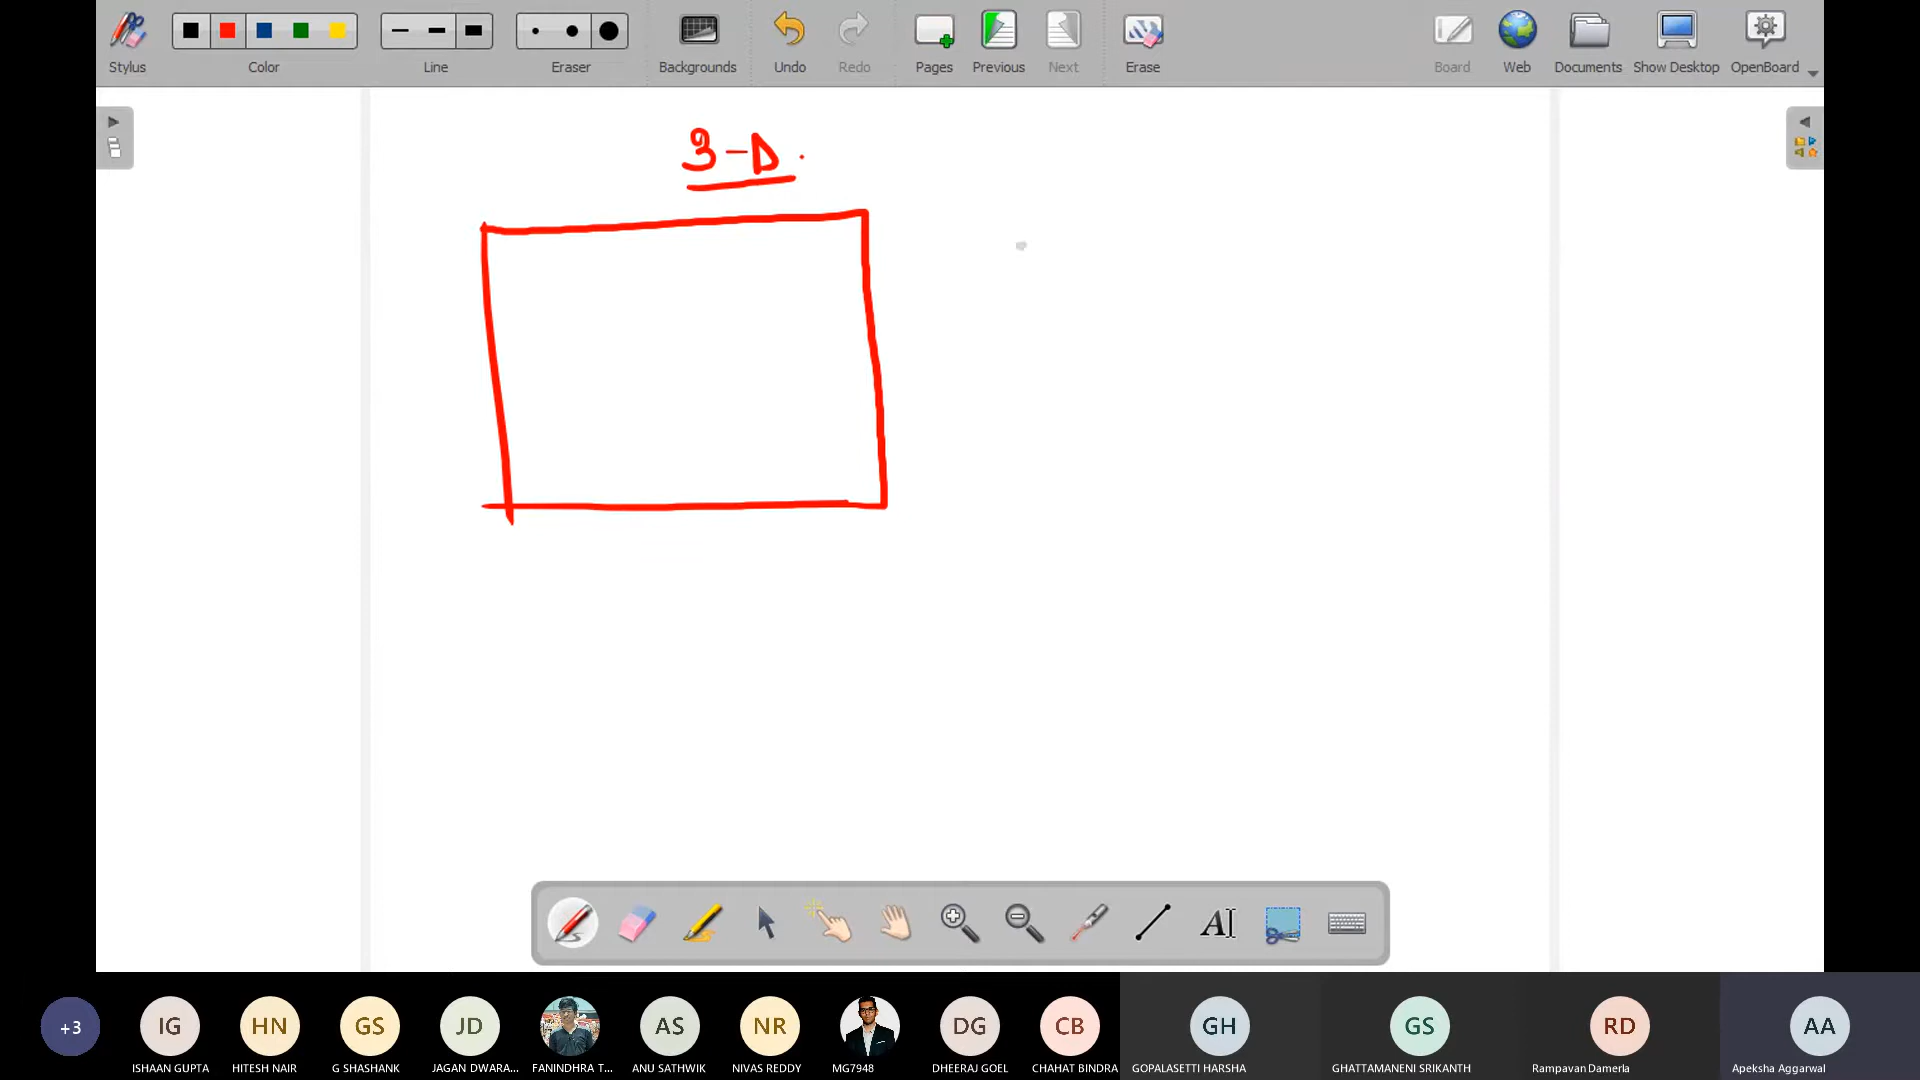 Stylus
Color
Line
Eraser
Backgrounds
Undo
Redo
Pages
Previous
Next
Erase
Board
Web
Documents
Show Desktop
OpenBoard
3-D.
A
+3
IG
HN
GS
JD
AS
NR
DG
CB
GH
GS
RD
AA
ISHAAN GUPTA
HITESH NAIR
G SHASHANK
JAGAN DWARA...
FANINDHRA T...
ANU SATHWIK
NIVAS REDDY
MG7948
DHEERAJ GOEL
CHAHAT BINDRA
GOPALASETTI HARSHA
GHATTAMANENI SRIKANTH
Rampavan Damerla
Apeksha Aggarwal